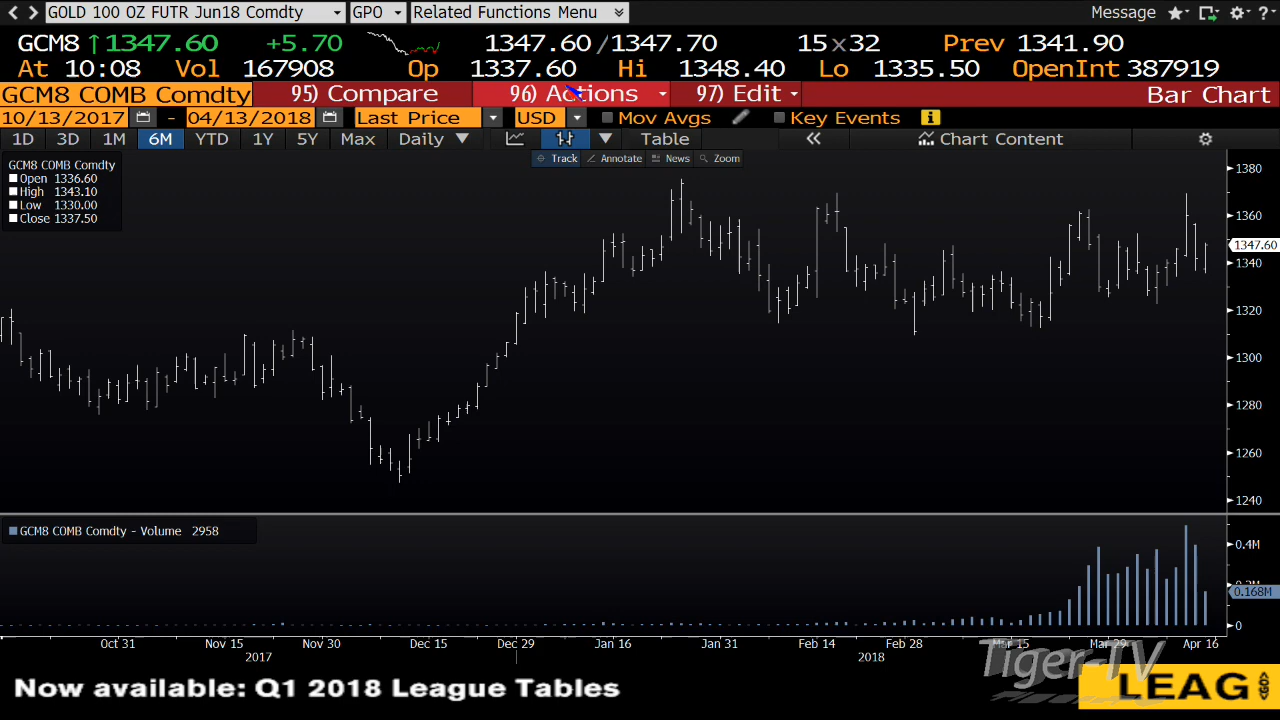 GOLD 100 OZ FUTR Jun18 Comdty GPO Related Functions Menu Message ?
GCM8 ↑1347.60 +5.70 1347.60/1347.70 15x32 Prev 1341.90
At 10:08 Vol 167908 Op 1337.60 Hi 1348.40 Lo 1335.50 OpenInt 387919
GCM8 COMB Comdty 95) Compare 96) Actions 97) Edit Bar Chart
10/13/2017 - 04/13/2018 Last Price USD Mov Avgs Key Events i
1D 3D 1M 6M YTD 1Y 5Y Max Daily ▼ Table « Chart Content
Track Annotate News Zoom
GCM8 COMB Comdty
Open 1336.60
High 1343.10
Low 1330.00
Close 1337.50
1380
1360
1347.60
1340
1320
1300
1280
1260
1240
GCM8 COMB Comdty - Volume 2958
0.4M
0.168M
0
Oct 31 Nov 15 Nov 30 Dec 15 Dec 29 Jan 16 Jan 31 Feb 14 Feb 28 Mar 15 Mar 29 Apr 16
2017 2018
Tiger-TV
Now available: Q1 2018 League Tables LEAG <GO>